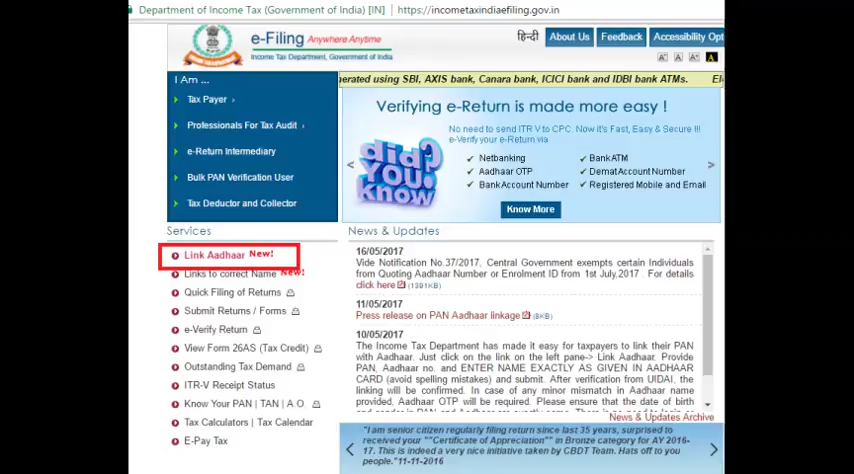 Department of Income Tax (Government of India) [IN] https://incometaxindiaefiling.gov.in
e-Filing Anywhere Anytime
Income Tax Department, Government of India
हिन्दी About Us Feedback Accessibility Opt
A+ A A- A
I Am ...
Tax Payer
Professionals For Tax Audit
e-Return Intermediary
Bulk PAN Verification User
Tax Deductor and Collector
nerated using SBI, AXIS bank, Canara bank, ICICI bank and IDBI bank ATMs. El
Verifying e-Return is made more easy !
did?
YOU
know
No need to send ITR V to CPC. Now it's Fast, Easy & Secure !!!
e-Verify your e-Return via
Netbanking
Aadhaar OTP
Bank Account Number
Bank ATM
Demat Account Number
Registered Mobile and Email
Know More
Services
Link Aadhaar New!
Links to correct Name New!
Quick Filing of Returns
Submit Returns / Forms
e-Verify Return
View Form 26AS (Tax Credit)
Outstanding Tax Demand
ITR-V Receipt Status
Know Your PAN | TAN | A.O.
Tax Calculators | Tax Calendar
E-Pay Tax
News & Updates
16/05/2017
Vide Notification No.37/2017, Central Government exempts certain Individuals
from Quoting Aadhaar Number or Enrolment ID from 1st July,2017 . For details
click here (1391KB)
11/05/2017
Press release on PAN Aadhaar linkage (8KB)
10/05/2017
The Income Tax Department has made it easy for taxpayers to link their PAN
with Aadhaar. Just click on the link on the left pane-> Link Aadhaar. Provide
PAN, Aadhaar no. and ENTER NAME EXACTLY AS GIVEN IN AADHAAR
CARD (avoid spelling mistakes) and submit. After verification from UIDAI, the
linking will be confirmed. In case of any minor mismatch in Aadhaar name
provided, Aadhaar OTP will be required. Please ensure that the date of birth
News & Updates Archive
"I am senior citizen regularly filing return since last 35 years, surprised to
received your ""Certificate of Appreciation"" in Bronze category for AY 2016-
17. This is indeed a very nice initiative taken by CBDT Team. Hats off to you
people."11-11-2016